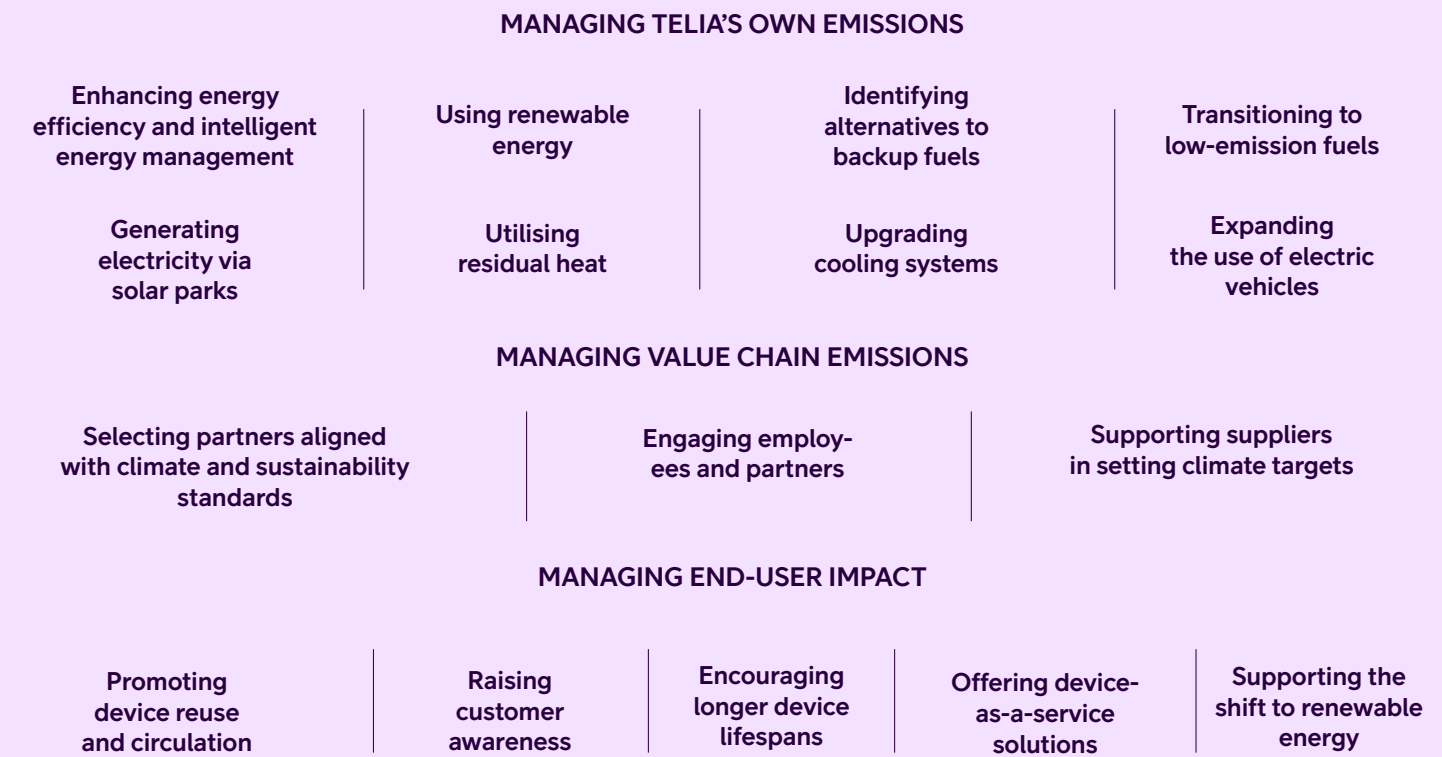 MANAGING TELIA’S OWN EMISSIONS
Enhancing energy
efficiency and intelligent
energy management
Using renewable
energy
Identifying
alternatives to
backup fuels
Transitioning to
low-emission fuels
Generating
electricity via
solar parks
Utilising
residual heat
Upgrading
cooling systems
Expanding
the use of electric
vehicles
MANAGING VALUE CHAIN EMISSIONS
Selecting partners aligned
with climate and sustainability
standards
Engaging employ-
ees and partners
Supporting suppliers
in setting climate targets
MANAGING END-USER IMPACT
Promoting
device reuse
and circulation
Raising
customer
awareness
Encouraging
longer device
lifespans
Offering device-
as-a-service
solutions
Supporting the
shift to renewable
energy